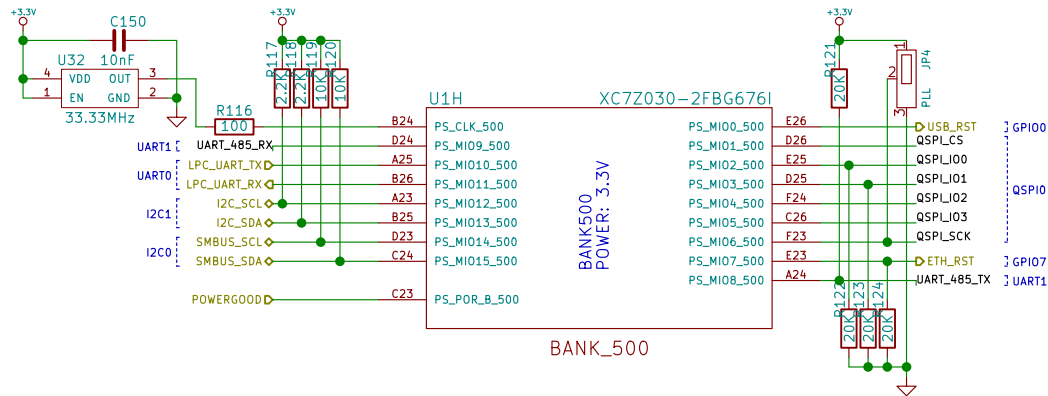 +3.3V
C150
10nF
U32
4 VDD OUT 3
1 EN GND 2
33.33MHz
R116
100
+3.3V
R117
2.2K
R118
2.2K
R119
10K
R120
10K
U1H XC7Z030-2FBG676I
B24 PS_CLK_500
UART1 UART_485_RX D24 PS_MIO9_500
UART0
LPC_UART_TX A25 PS_MIO10_500
LPC_UART_RX B26 PS_MIO11_500
I2C1
I2C_SCL A23 PS_MIO12_500
I2C_SDA B25 PS_MIO13_500
I2C0
SMBUS_SCL D23 PS_MIO14_500
SMBUS_SDA C24 PS_MIO15_500
POWERGOOD C23 PS_POR_B_500
BANK500
POWER: 3.3V
BANK_500
PS_MIO0_500 E26 USB_RST GPIO0
PS_MIO1_500 D26 QSPI_CS
PS_MIO2_500 E25 QSPI_IO0
PS_MIO3_500 D25 QSPI_IO1
QSPI0
PS_MIO4_500 F24 QSPI_IO2
PS_MIO5_500 C26 QSPI_IO3
PS_MIO6_500 F23 QSPI_SCK
PS_MIO7_500 E23 ETH_RST GPIO7
PS_MIO8_500 A24 UART_485_TX UART1
+3.3V
R121
20K
1
2
3
JP4
PLL
R122
20K
R123
20K
R124
20K